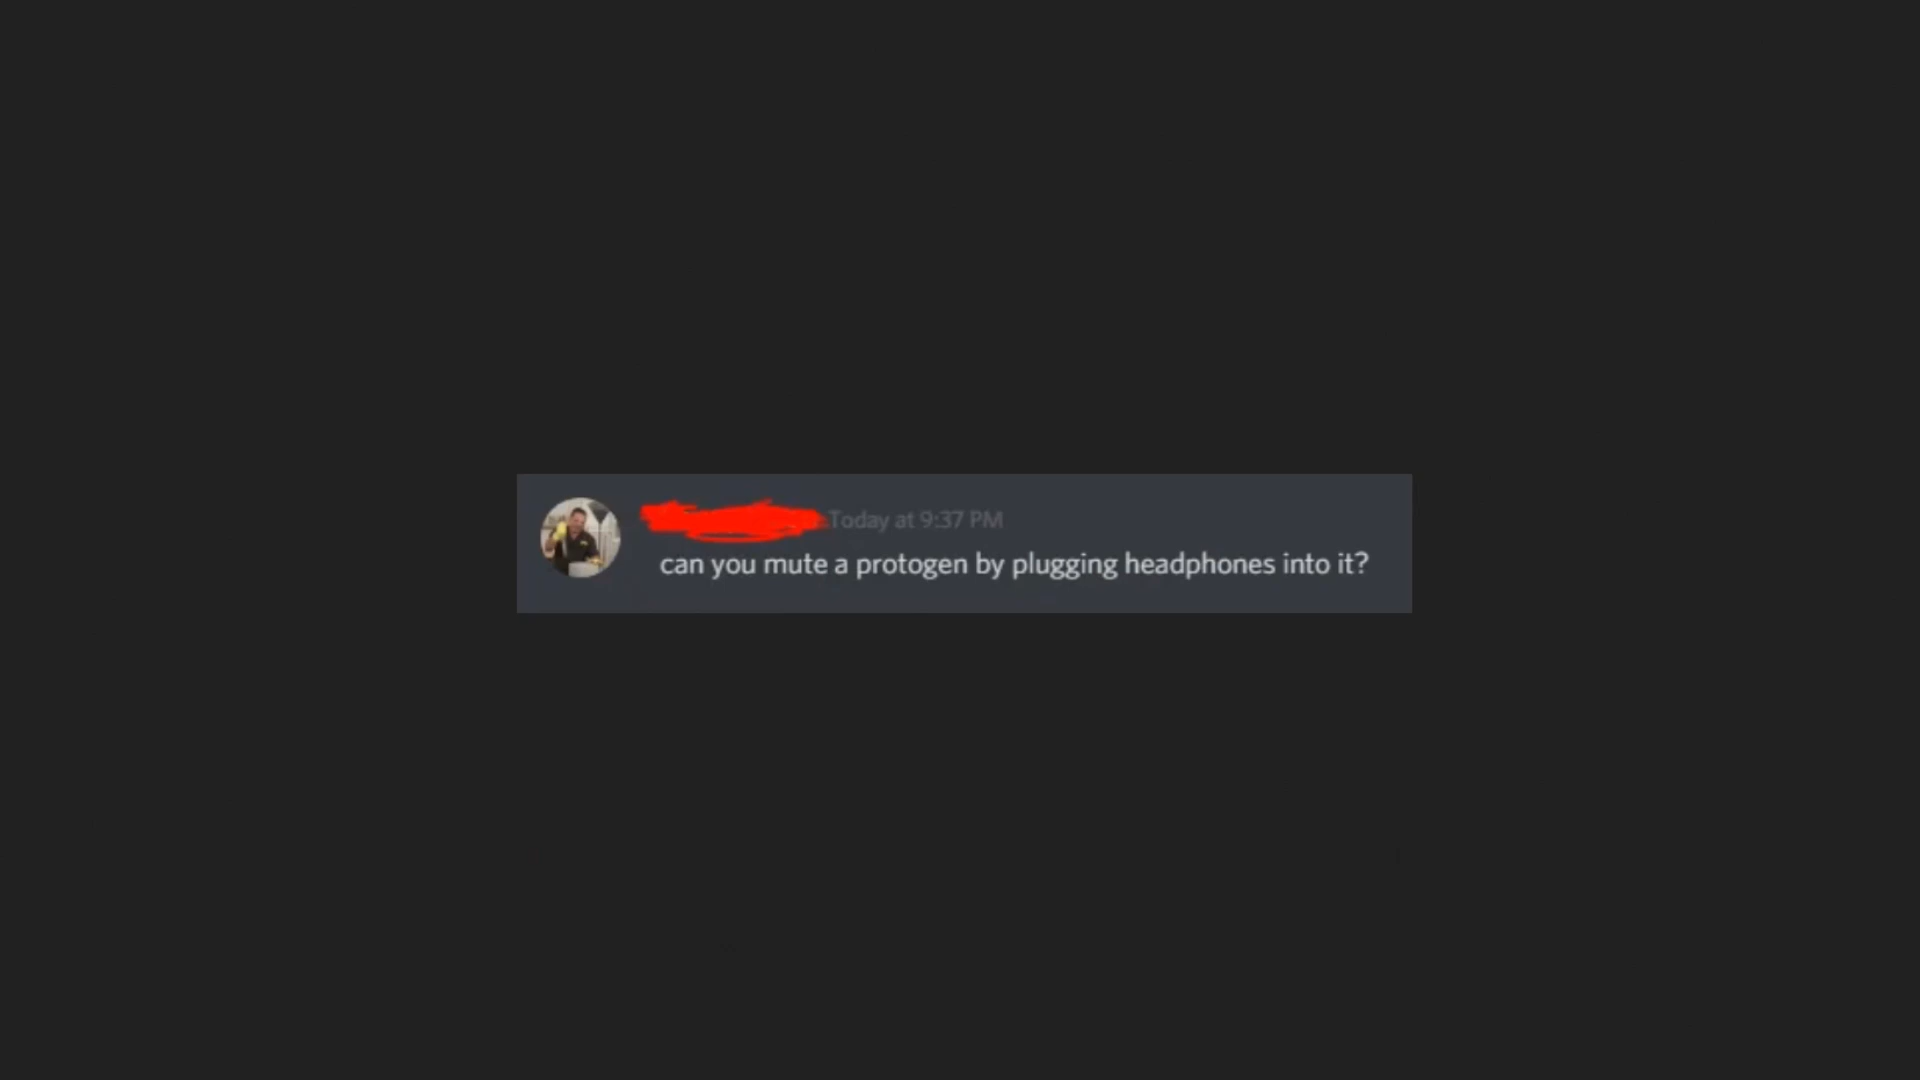 Today at 9:37 PM
can you mute a protogen by plugging headphones into it?